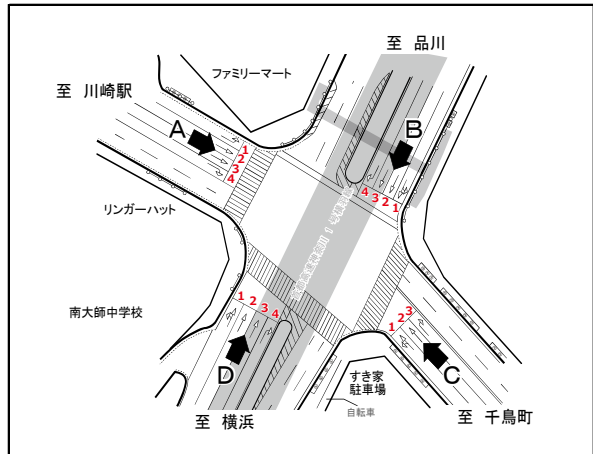 至 品川
ファミリーマート
至 川崎駅
A
B
1
2
3
4
4
3
2
1
リンガーハット
南大師中学校
1
2
3
4
1
2
3
D
C
すき家
駐車場
自転車
至 横浜
至 千鳥町